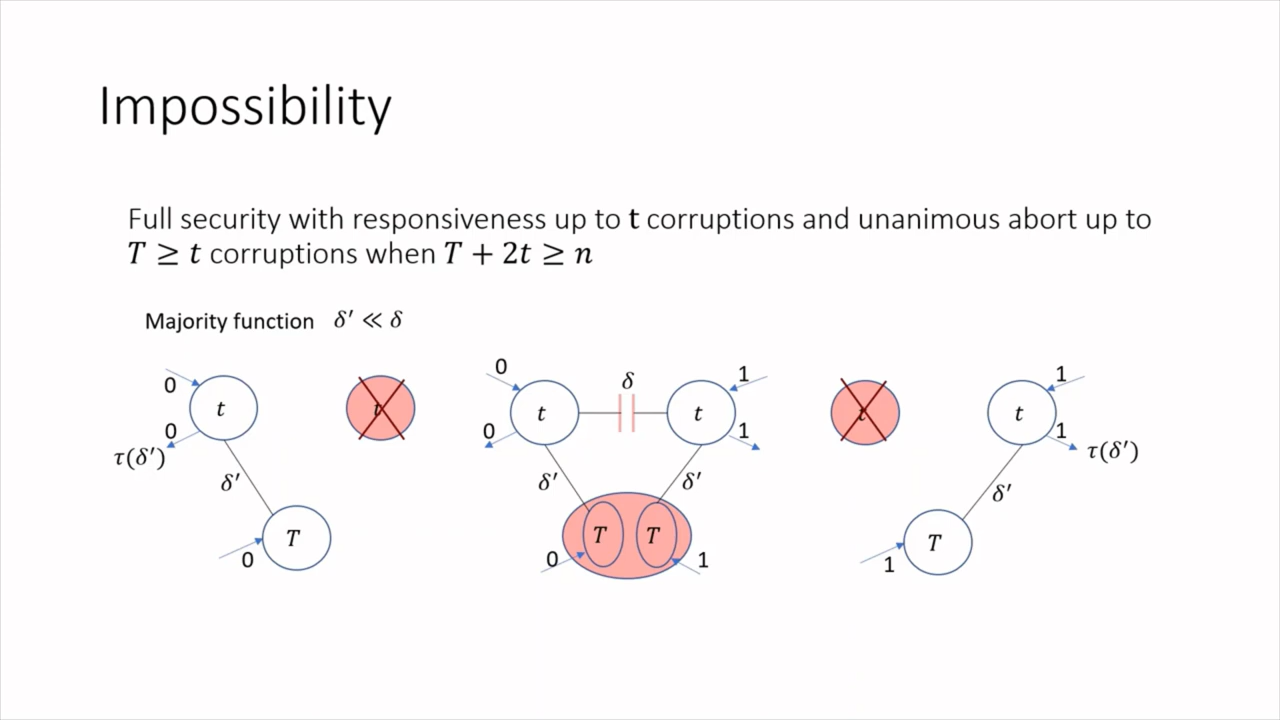 Impossibility
Full security with responsiveness up to t corruptions and unanimous abort up to
T ≥ t corruptions when T + 2t ≥ n
Majority function δ′ ≪ δ
0
t
0
τ(δ′)
δ′
T
0
t
0
t
0
δ
1
t
1
δ′
δ′
T
T
0
1
t
1
t
1
τ(δ′)
δ′
T
1